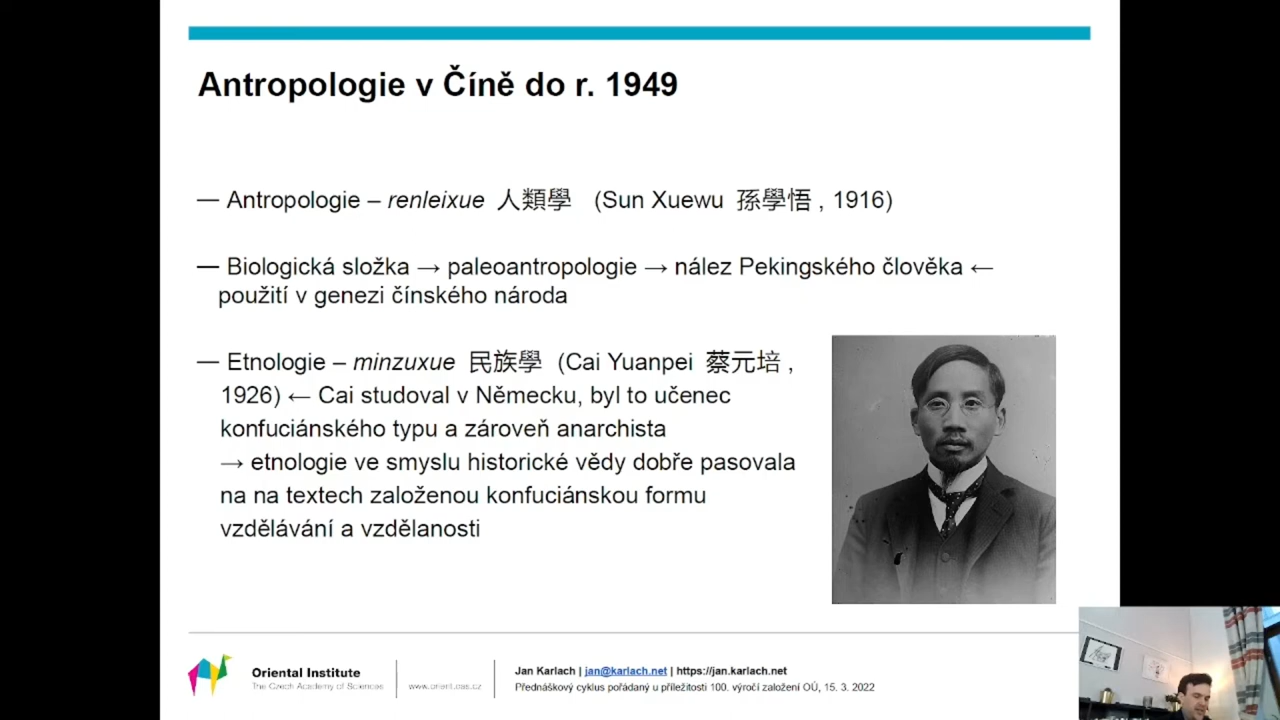 Antropologie v Číně do r. 1949
— Antropologie – renleixue 人類學 (Sun Xuewu 孫學悟 , 1916)
— Biologická složka → paleoantropologie → nález Pekingského člověka ←
použití v genezi čínského národa
— Etnologie – minzuxue 民族學 (Cai Yuanpei 蔡元培 ,
1926) ← Cai studoval v Německu, byl to učenec
konfuciánského typu a zároveň anarchista
→ etnologie ve smyslu historické vědy dobře pasovala
na na textech založenou konfuciánskou formu
vzdělávání a vzdělanosti
Oriental Institute
The Czech Academy of Sciences
www.orient.cas.cz
Jan Karlach | jan@karlach.net | https://jan.karlach.net
Přednáškový cyklus pořádaný u příležitosti 100. výročí založení OÚ, 15. 3. 2022